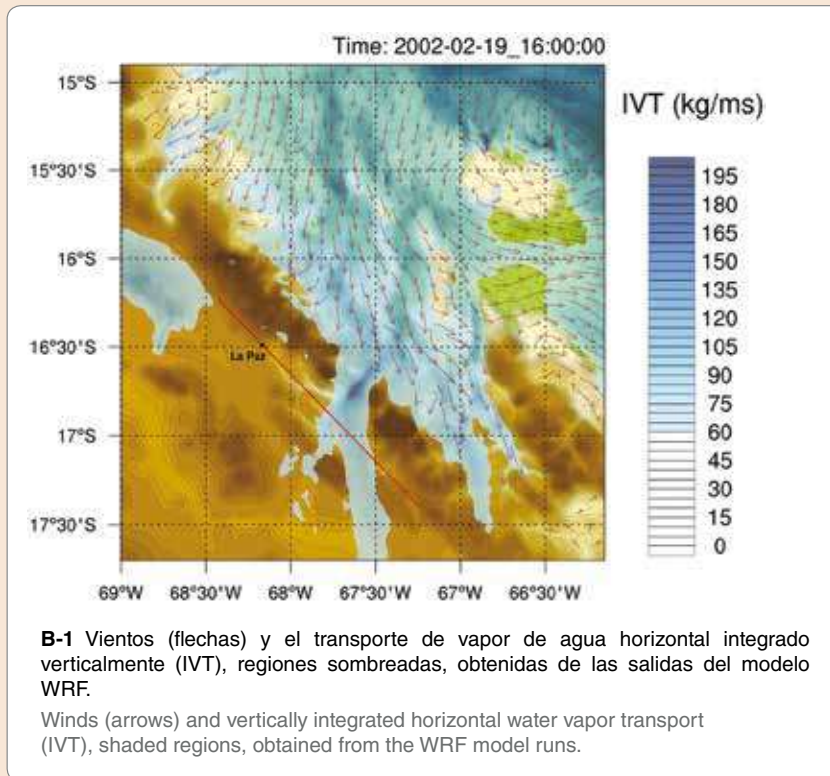 Time: 2002-02-19_16:00:00
IVT (kg/ms)
15°S
15°30'S
16°S
16°30'S
17°S
17°30'S
La Paz
69°W 68°30'W 68°W 67°30'W 67°W 66°30'W
195
180
165
150
135
120
105
90
75
60
45
30
15
0
B-1 Vientos (flechas) y el transporte de vapor de agua horizontal integrado
verticalmente (IVT), regiones sombreadas, obtenidas de las salidas del modelo
WRF.
Winds (arrows) and vertically integrated horizontal water vapor transport
(IVT), shaded regions, obtained from the WRF model runs.